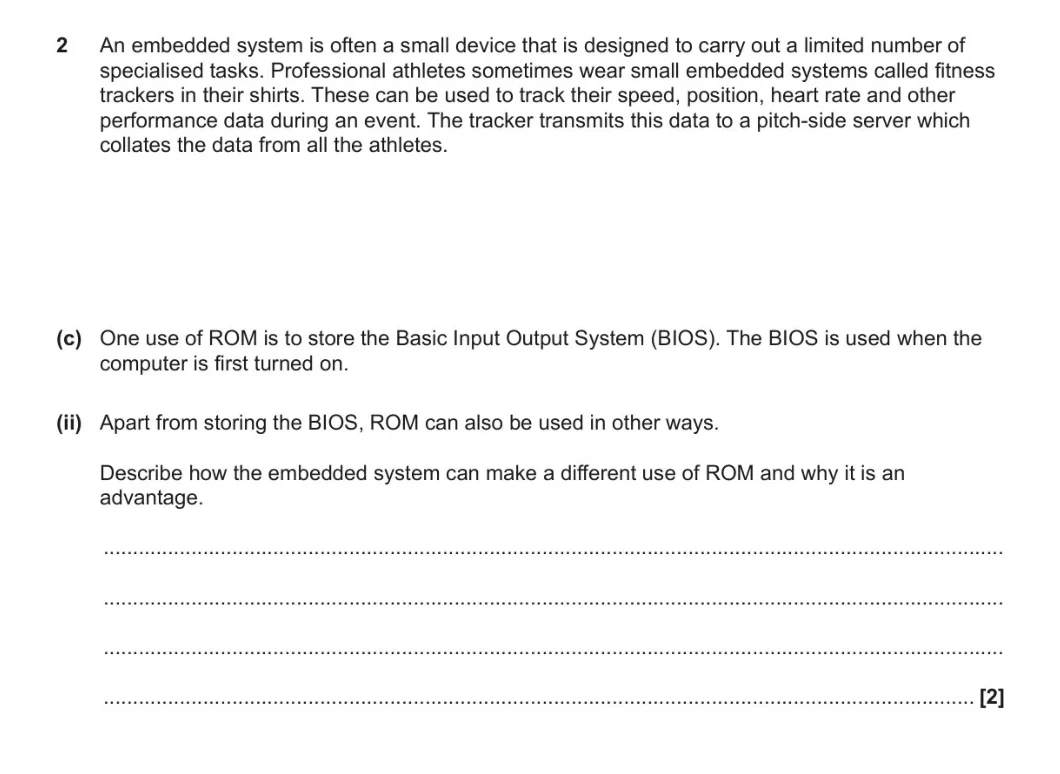 2 An embedded system is often a small device that is designed to carry out a limited number of
specialised tasks. Professional athletes sometimes wear small embedded systems called fitness
trackers in their shirts. These can be used to track their speed, position, heart rate and other
performance data during an event. The tracker transmits this data to a pitch-side server which
collates the data from all the athletes.
(c) One use of ROM is to store the Basic Input Output System (BIOS). The BIOS is used when the
computer is first turned on.
(ii) Apart from storing the BIOS, ROM can also be used in other ways.
Describe how the embedded system can make a different use of ROM and why it is an
advantage.
[2]